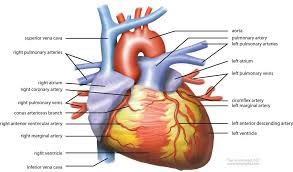 superior vena cava
right pulmonary arteries
right atrium
right coronary artery
right pulmonary veins
conus arteriosus branch
right anterior ventricular artery
right marginal artery
right ventricle
inferior vena cava
aorta
pulmonary artery
left pulmonary arteries
left atrium
left pulmonary veins
circumflex artery
left marginal artery
left anterior descending artery
left ventricle